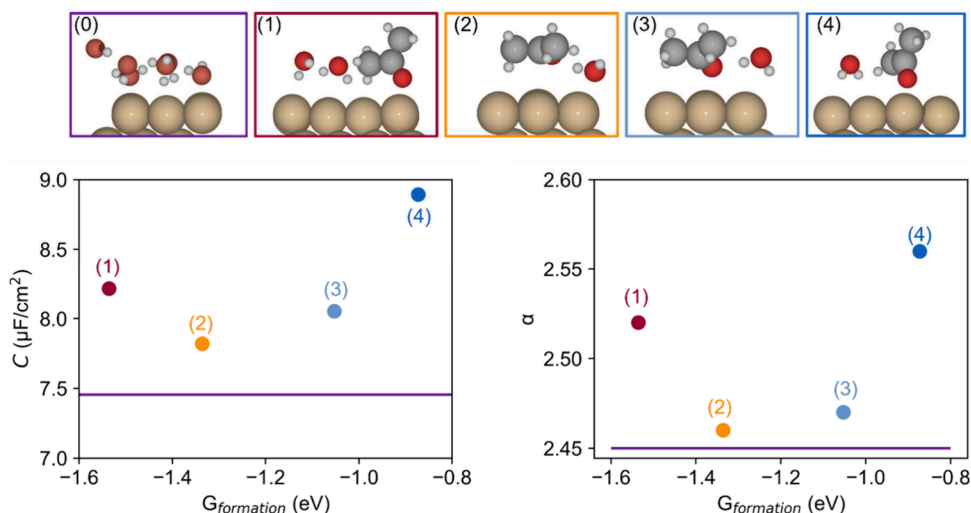 (0) (1) (2) (3) (4)
9.0
8.5
8.0
7.5
7.0
C (μF/cm²)
(1)
(2)
(3)
(4)
−1.6 −1.4 −1.2 −1.0 −0.8
G_formation (eV)
2.60
2.55
2.50
2.45
α
(1)
(2)
(3)
(4)
−1.6 −1.4 −1.2 −1.0 −0.8
G_formation (eV)